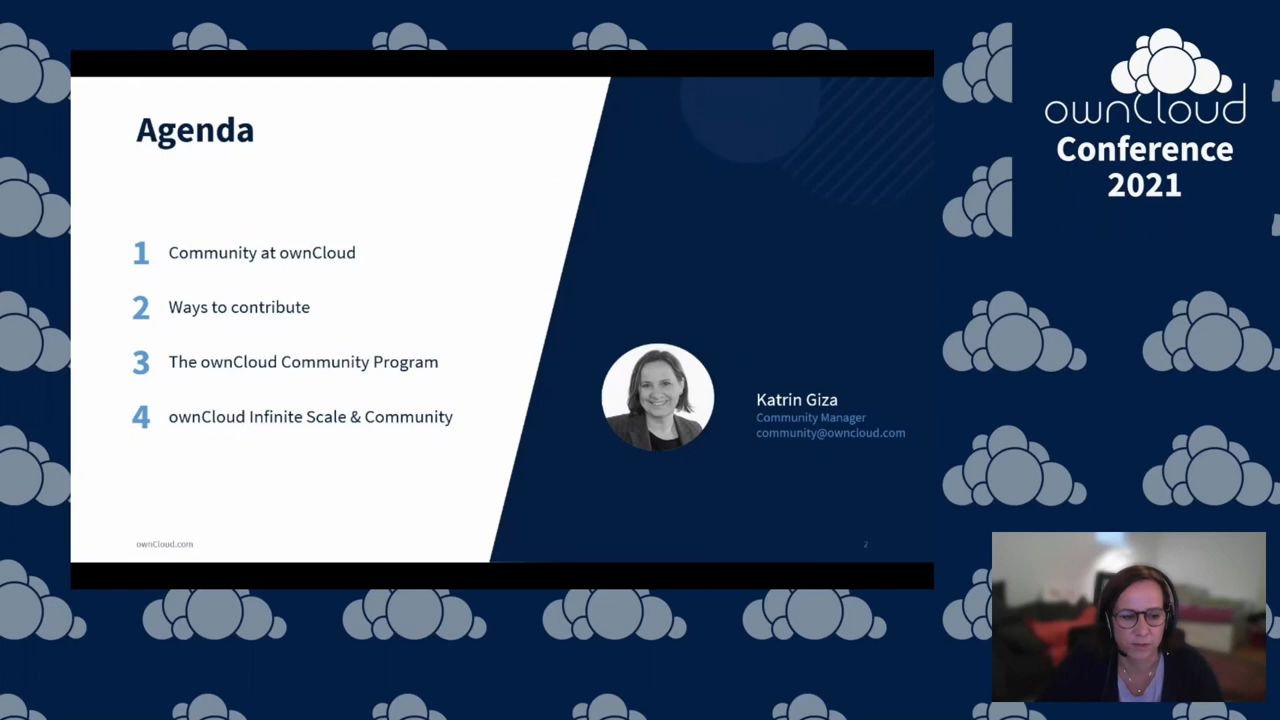 Agenda
1 Community at ownCloud
2 Ways to contribute
3 The ownCloud Community Program
4 ownCloud Infinite Scale & Community
Katrin Giza
Community Manager
community@owncloud.com
ownCloud.com
2
ownCloud
Conference
2021